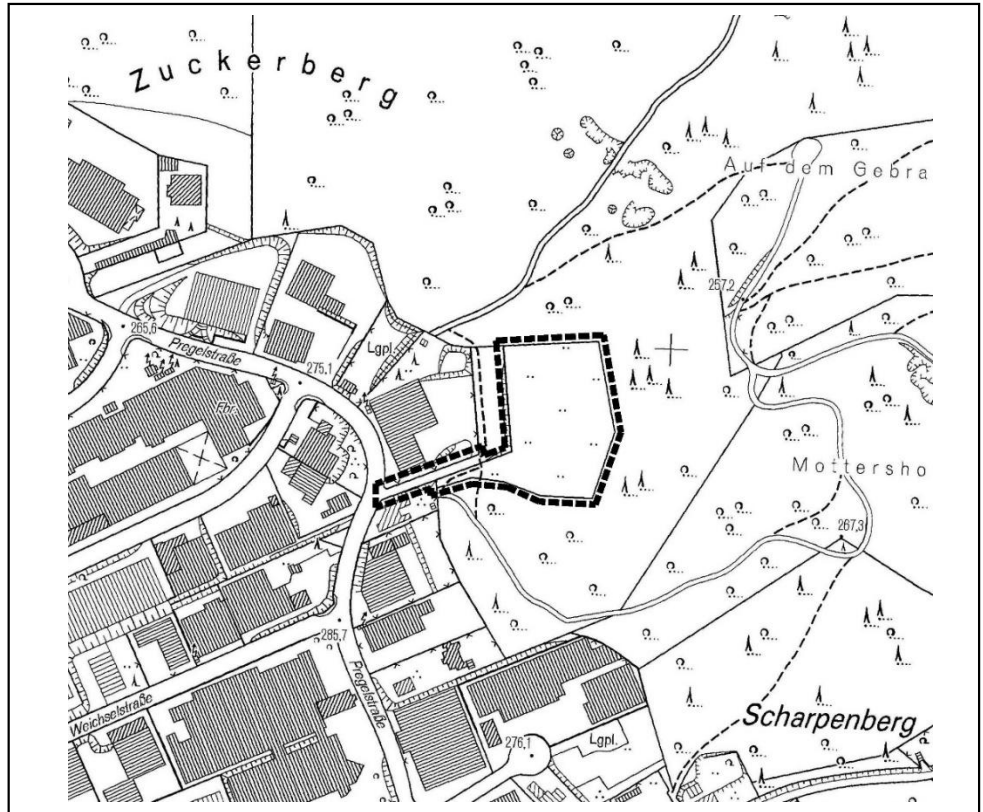 Zuckerberg
Auf dem Gebra
257,2
265,6
Pregelstraße
275,1
Lgpl.
Fbr.
Mottersho
267,3
285,7
Weichselstraße
Pregelstraße
276,1
Lgpl.
Scharpenberg